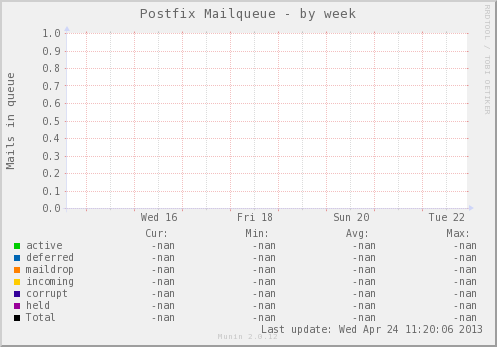 Postfix Mailqueue - by week
RRDTOOL / TOBI OETIKER
Mails in queue
1.0
0.9
0.8
0.7
0.6
0.5
0.4
0.3
0.2
0.1
0.0
Wed 16 Fri 18 Sun 20 Tue 22
Cur: Min: Avg: Max:
active -nan -nan -nan -nan
deferred -nan -nan -nan -nan
maildrop -nan -nan -nan -nan
incoming -nan -nan -nan -nan
corrupt -nan -nan -nan -nan
held -nan -nan -nan -nan
Total -nan -nan -nan -nan
Last update: Wed Apr 24 11:20:06 2013
Munin 2.0.12